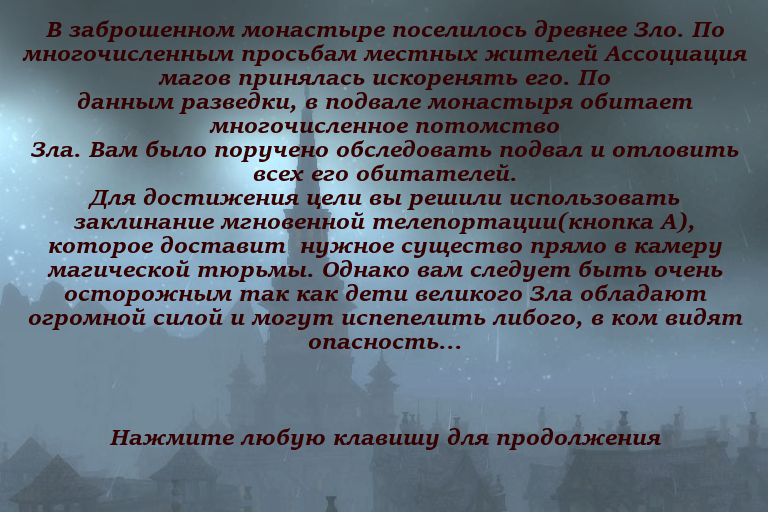 В заброшенном монастыре поселилось древнее Зло. По
многочисленным просьбам местных жителей Ассоциация
магов принялась искоренять его. По
данным разведки, в подвале монастыря обитает
многочисленное потомство
Зла. Вам было поручено обследовать подвал и отловить
всех его обитателей.
Для достижения цели вы решили использовать
заклинание мгновенной телепортации(кнопка A),
которое доставит  нужное существо прямо в камеру
магической тюрьмы. Однако вам следует быть очень
осторожным так как дети великого Зла обладают
огромной силой и могут испепелить либого, в ком видят
опасность...
Нажмите любую клавишу для продолжения